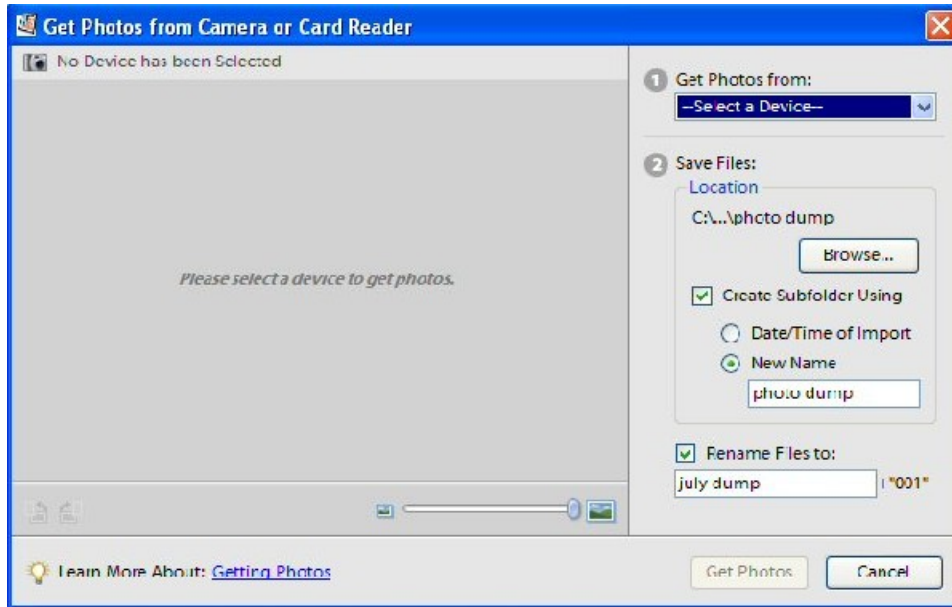 Get Photos from Camera or Card Reader
No Device has been Selected
Please select a device to get photos.
1 Get Photos from:
--Select a Device--
2 Save Files:
Location
C:\...\photo dump
Browse...
Create Subfolder Using
Date/Time of Import
New Name
photo dump
Rename Files to:
july dump + "001"
Learn More About: Getting Photos
Get Photos
Cancel